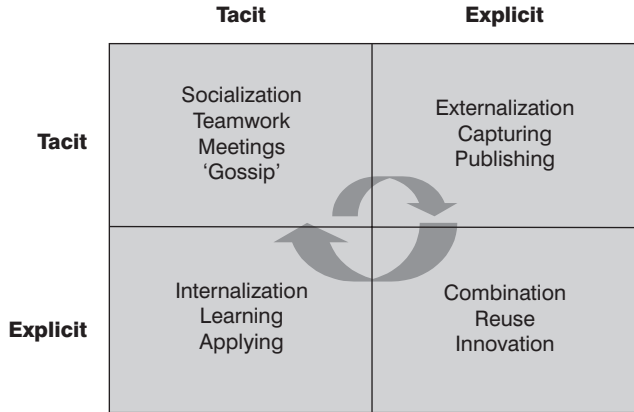 Tacit
Explicit
Tacit
Socialization
Teamwork
Meetings
‘Gossip’
Externalization
Capturing
Publishing
Explicit
Internalization
Learning
Applying
Combination
Reuse
Innovation